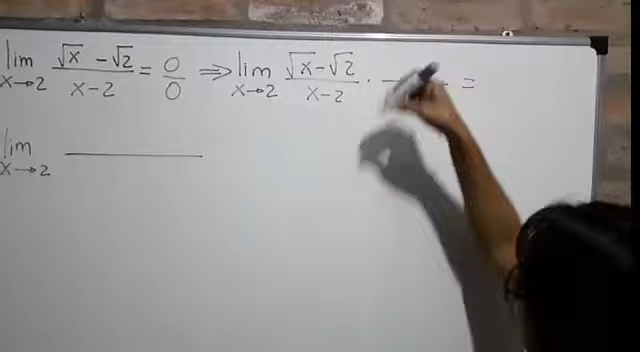 lim x→2 (√x - √2)/(x-2) = 0/0 ⇒ lim x→2 (√x - √2)/(x-2) · — =
lim x→2 —